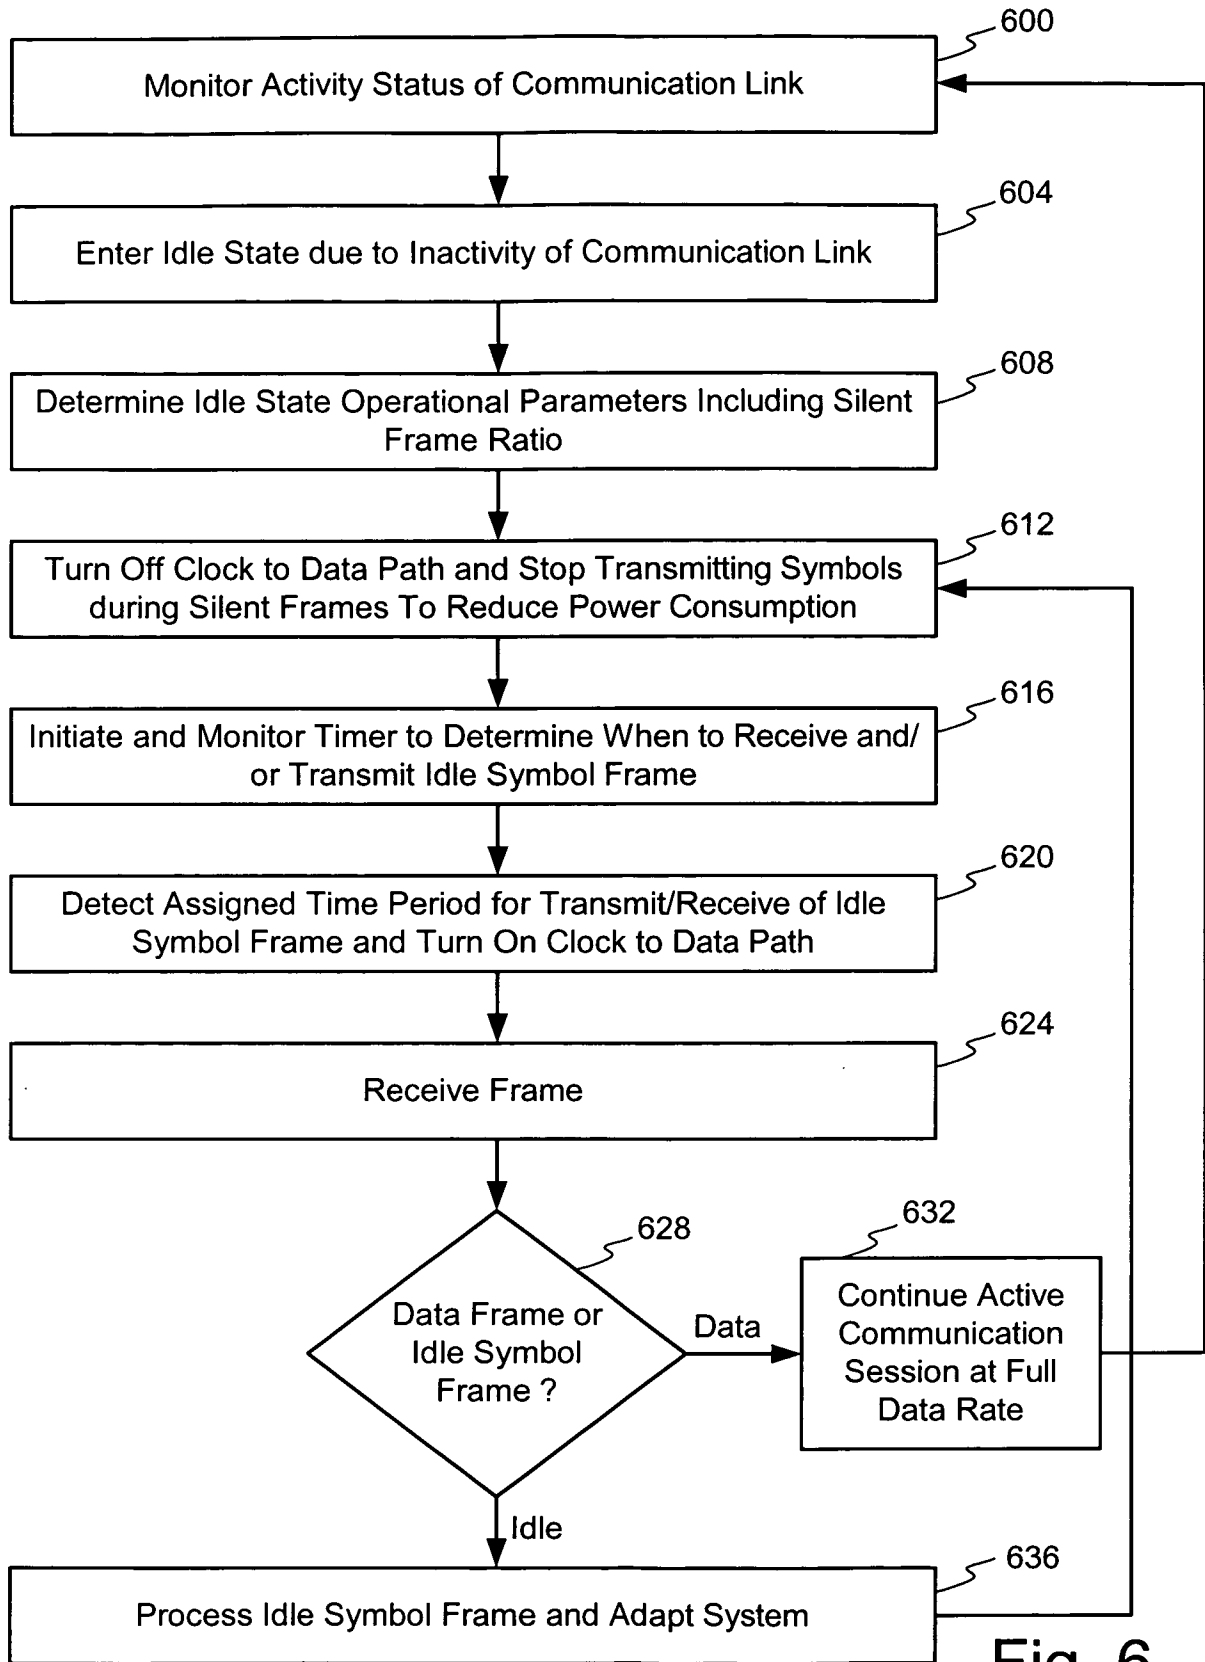 600
Monitor Activity Status of Communication Link
604
Enter Idle State due to Inactivity of Communication Link
608
Determine Idle State Operational Parameters Including Silent
Frame Ratio
612
Turn Off Clock to Data Path and Stop Transmitting Symbols
during Silent Frames To Reduce Power Consumption
616
Initiate and Monitor Timer to Determine When to Receive and/
or Transmit Idle Symbol Frame
620
Detect Assigned Time Period for Transmit/Receive of Idle
Symbol Frame and Turn On Clock to Data Path
624
Receive Frame
628
Data Frame or
Idle Symbol
Frame ?
Data
632
Continue Active
Communication
Session at Full
Data Rate
Idle
636
Process Idle Symbol Frame and Adapt System
Fig. 6